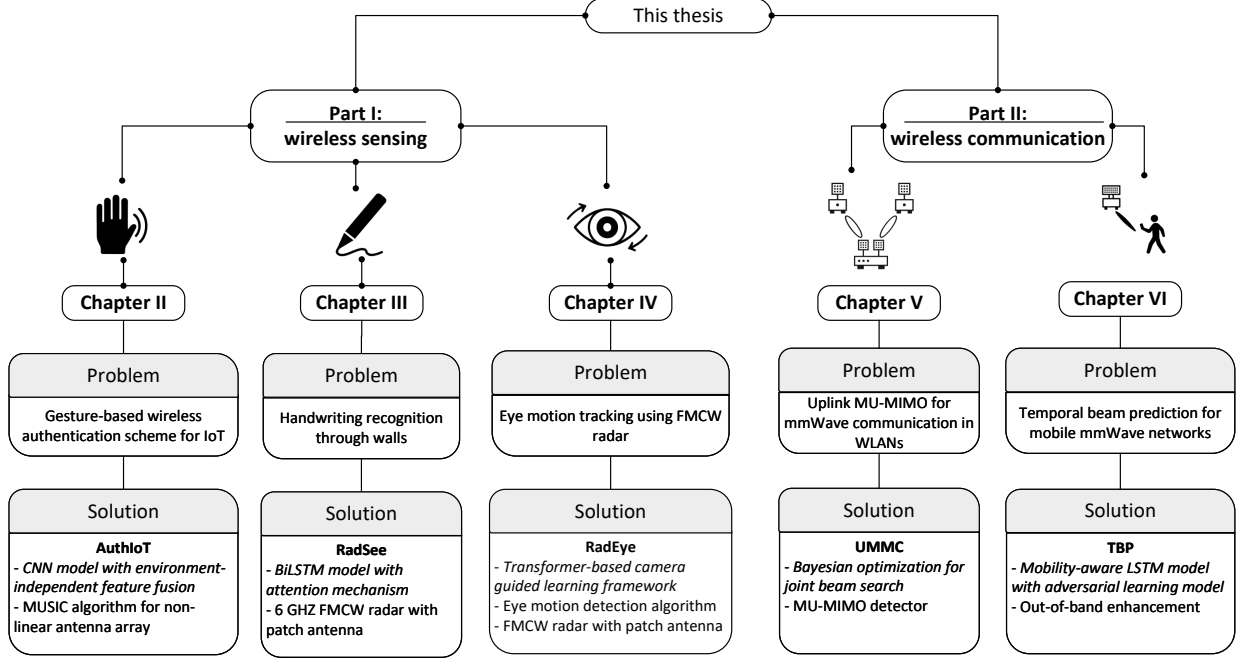 This thesis
Part I:
wireless sensing
Part II:
wireless communication
Chapter II
Problem
Gesture-based wireless
authentication scheme for IoT
Solution
AuthIoT
- CNN model with environment-
independent feature fusion
- MUSIC algorithm for non-
linear antenna array
Chapter III
Problem
Handwriting recognition
through walls
Solution
RadSee
- BiLSTM model with
attention mechanism
- 6 GHZ FMCW radar with
patch antenna
Chapter IV
Problem
Eye motion tracking using FMCW
radar
Solution
RadEye
- Transformer-based camera
guided learning framework
- Eye motion detection algorithm
- FMCW radar with patch antenna
Chapter V
Problem
Uplink MU-MIMO for
mmWave communication in
WLANs
Solution
UMMC
- Bayesian optimization for
joint beam search
- MU-MIMO detector
Chapter VI
Problem
Temporal beam prediction for
mobile mmWave networks
Solution
TBP
- Mobility-aware LSTM model
with adversarial learning model
- Out-of-band enhancement